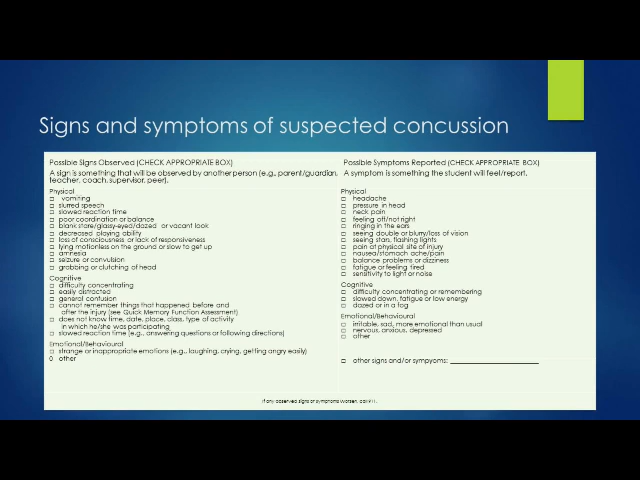 Signs and symptoms of suspected concussion
Possible Signs Observed (CHECK APPROPRIATE BOX)
A sign is something that will be observed by another person (e.g., parent/guardian,
teacher, coach, supervisor, peer).
Physical
□ vomiting
□ slurred speech
□ slowed reaction time
□ poor coordination or balance
□ blank stare/glassy-eyed/dazed or vacant look
□ decreased playing ability
□ loss of consciousness or lack of responsiveness
□ lying motionless on the ground or slow to get up
□ amnesia
□ seizure or convulsion
□ grabbing or clutching of head
Cognitive
□ difficulty concentrating
□ easily distracted
□ general confusion
□ cannot remember things that happened before and
after the injury (see Quick Memory Function Assessment)
□ does not know time, date, place, class, type of activity
in which he/she was participating
□ slowed reaction time (e.g., answering questions or following directions)
Emotional/Behavioural
□ strange or inappropriate emotions (e.g., laughing, crying, getting angry easily)
0 other
Possible Symptoms Reported (CHECK APPROPRIATE BOX)
A symptom is something the student will feel/report.
Physical
□ headache
□ pressure in head
□ neck pain
□ feeling off/not right
□ ringing in the ears
□ seeing double or blurry/loss of vision
□ seeing stars, flashing lights
□ pain at physical site of injury
□ nausea/stomach ache/pain
□ balance problems or dizziness
□ fatigue or feeling tired
□ sensitivity to light or noise
Cognitive
□ difficulty concentrating or remembering
□ slowed down, fatigue or low energy
□ dazed or in a fog
Emotional/Behavioural
□ irritable, sad, more emotional than usual
□ nervous, anxious, depressed
□ other
□ other signs and/or sympyoms: ____________________
If any observed signs or symptoms worsen, call 911.